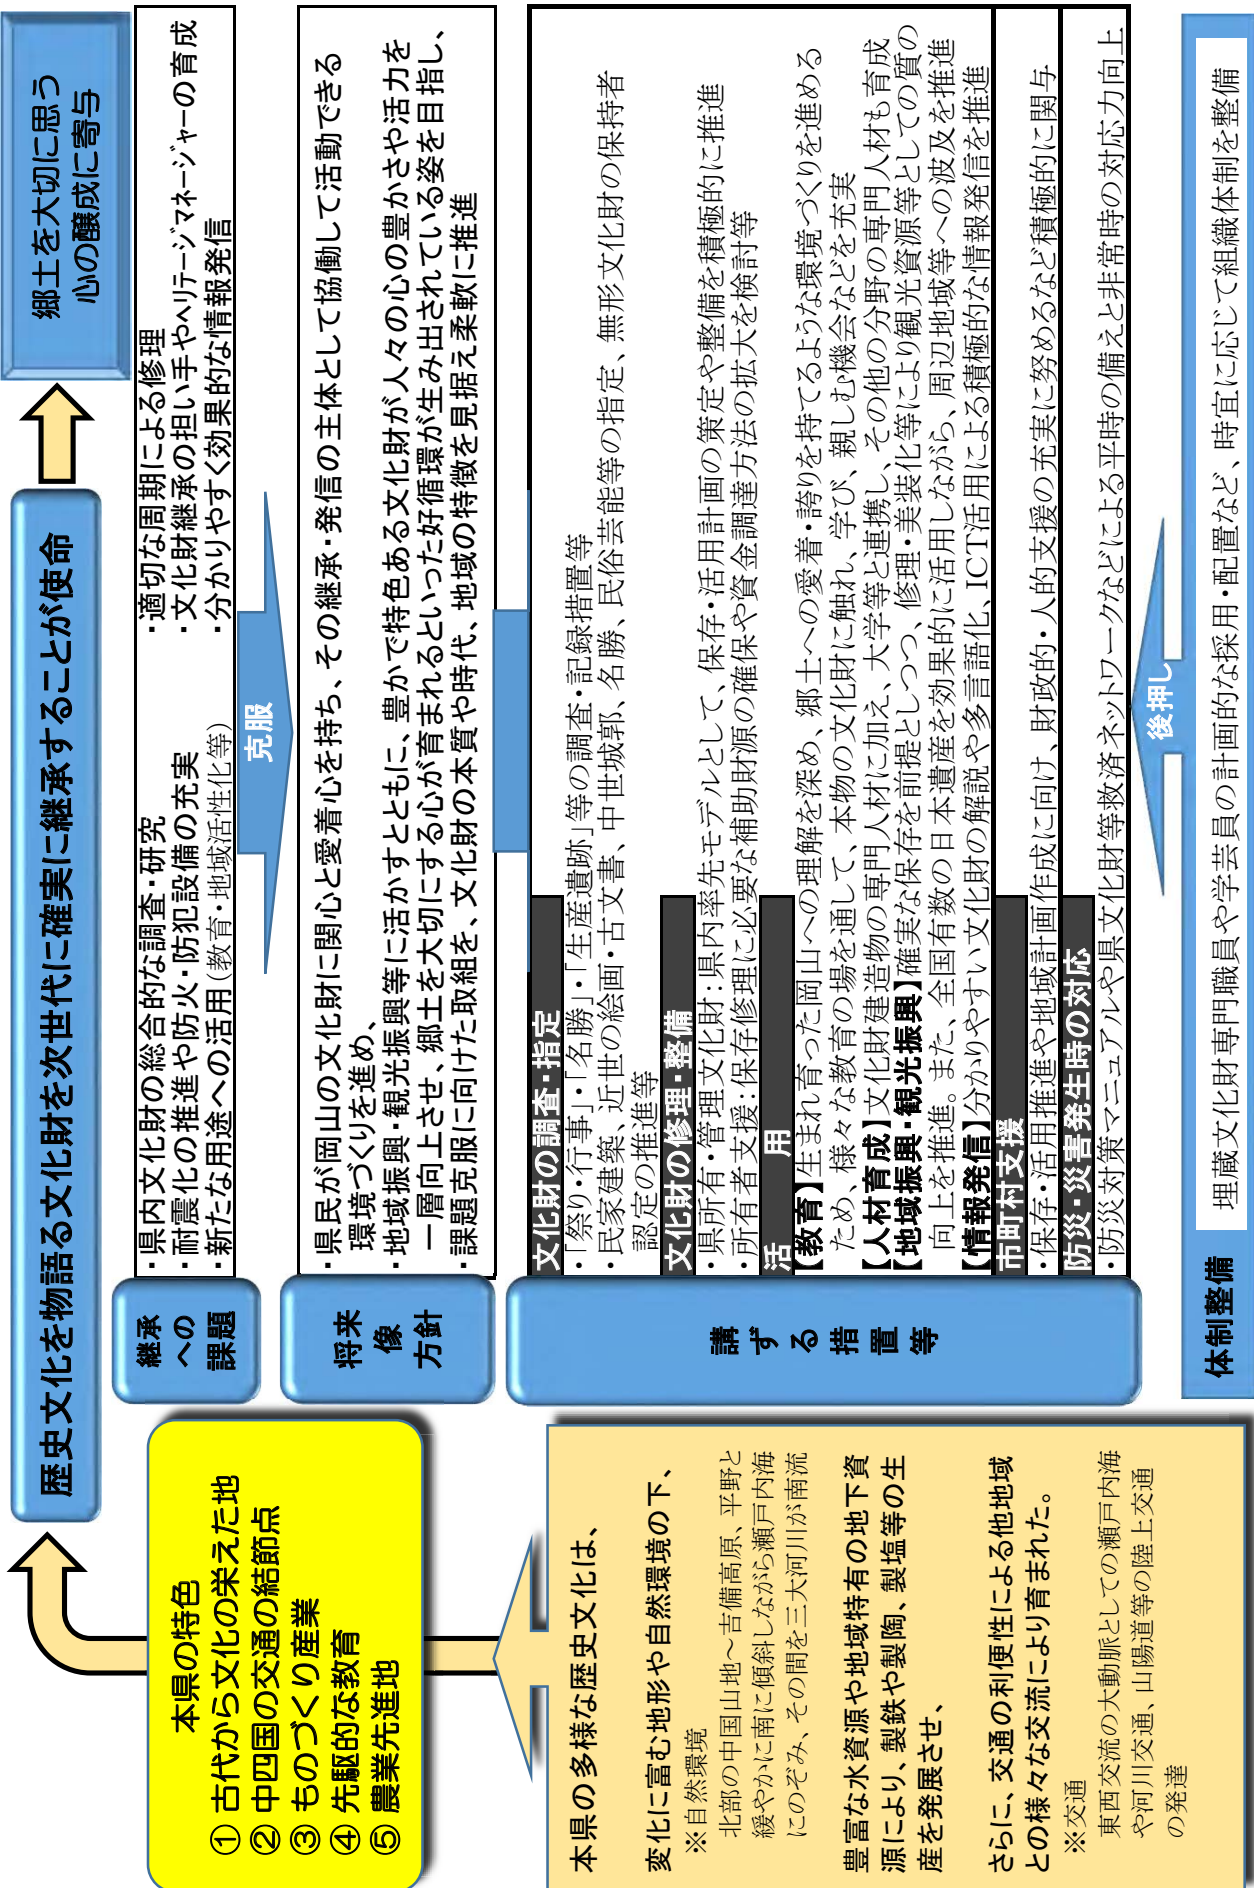 歴史文化を物語る文化財を次世代に確実に継承することが使命
郷土を大切に思う
心の醸成に寄与
本県の特色
① 古代から文化の栄えた地
② 中四国の交通の結節点
③ ものづくり産業
④ 先駆的な教育
⑤ 農業先進地
本県の多様な歴史文化は、
変化に富む地形や自然環境の下、
※自然環境
北部の中国山地～吉備高原、平野と
緩やかに南に傾斜しながら瀬戸内海
にのぞみ、その間を三大河川が南流
豊富な水資源や地域特有の地下資
源により、製鉄や製陶、製塩等の生
産を発展させ、
さらに、交通の利便性による他地域
との様々な交流により育まれた。
※交通
東西交流の大動脈としての瀬戸内海
や河川交通、山陽道等の陸上交通
の発達
継承
への
課題
・県内文化財の総合的な調査・研究
・耐震化の推進や防火・防犯設備の充実
・新たな用途への活用(教育・地域活性化等)
・適切な周期による修理
・文化財継承の担い手やヘリテージマネージャーの育成
・分かりやすく効果的な情報発信
克服
将来
像
方針
・県民が岡山の文化財に関心と愛着心を持ち、その継承・発信の主体として協働して活動できる
環境づくりを進め、
・地域振興・観光振興等に活かすとともに、豊かで特色ある文化財が人々の心の豊かさや活力を
一層向上させ、郷土を大切にする心が育まれるといった好循環が生み出されている姿を目指し、
・課題克服に向けた取組を、文化財の本質や時代、地域の特徴を見据え柔軟に推進
講
ず
る
措
置
等
文化財の調査・指定
・「祭り・行事」・「名勝」・「生産遺跡」等の調査・記録措置等
・民家建築、近世の絵画・古文書、中世城郭、名勝、民俗芸能等の指定、無形文化財の保持者
認定の推進等
文化財の修理・整備
・県所有・管理文化財：県内率先モデルとして、保存・活用計画の策定や整備を積極的に推進
・所有者支援：保存修理に必要な補助財源の確保や資金調達方法の拡大を検討等
活 用
【教育】生まれ育った岡山への理解を深め、郷土への愛着・誇りを持てるような環境づくりを進める
ため、様々な教育の場を通して、本物の文化財に触れ、学び、親しむ機会などを充実
【人材育成】文化財建造物の専門人材に加え、大学等と連携し、その他の分野の専門人材も育成
【地域振興・観光振興】確実な保存を前提としつつ、修理・美装化等により観光資源等としての質の
向上を推進。また、全国有数の日本遺産を効果的に活用しながら、周辺地域等への波及を推進
【情報発信】分かりやすい文化財の解説や多言語化、ICT活用による積極的な情報発信を推進
市町村支援
・保存・活用推進や地域計画作成に向け、財政的・人的支援の充実に努めるなど積極的に関与
防災・災害発生時の対応
・防災対策マニュアルや県文化財等救済ネットワークなどによる平時の備えと非常時の対応力向上
後押し
体制整備
埋蔵文化財専門職員や学芸員の計画的な採用・配置など、時宜に応じて組織体制を整備